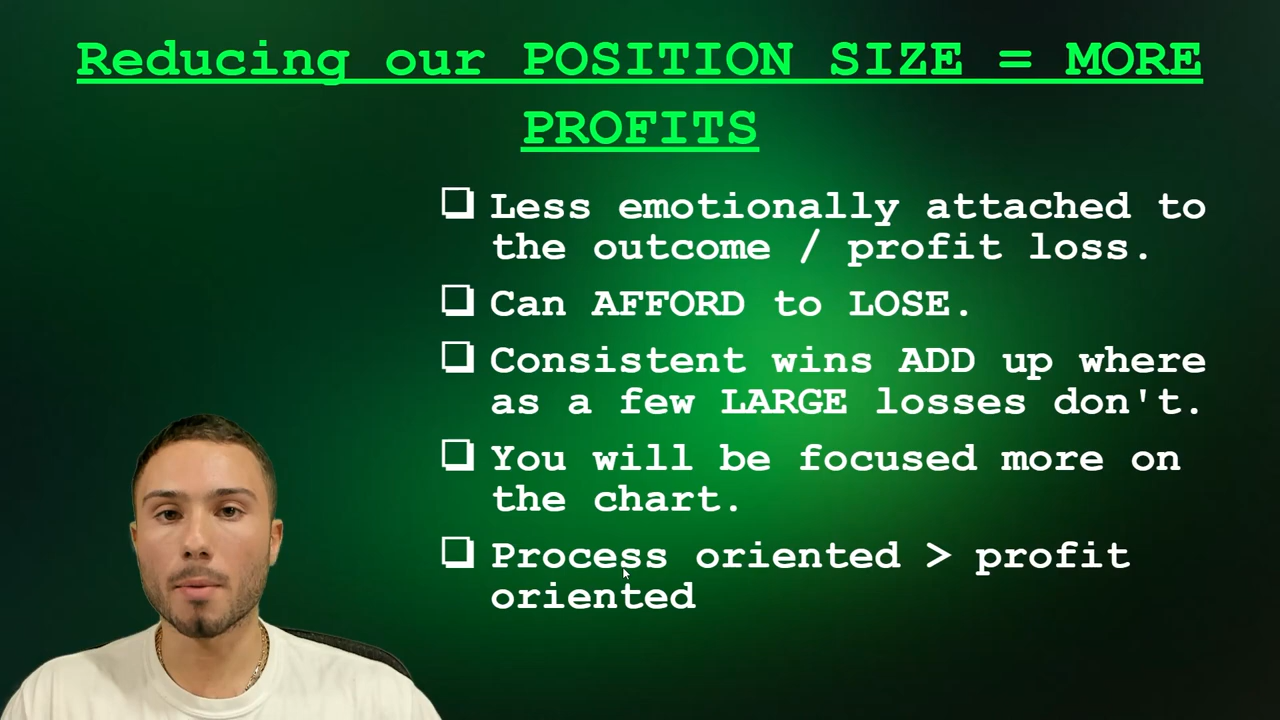 Reducing our POSITION SIZE = MORE
PROFITS
Less emotionally attached to
the outcome / profit loss.
Can AFFORD to LOSE.
Consistent wins ADD up where
as a few LARGE losses don't.
You will be focused more on
the chart.
Process oriented > profit
oriented